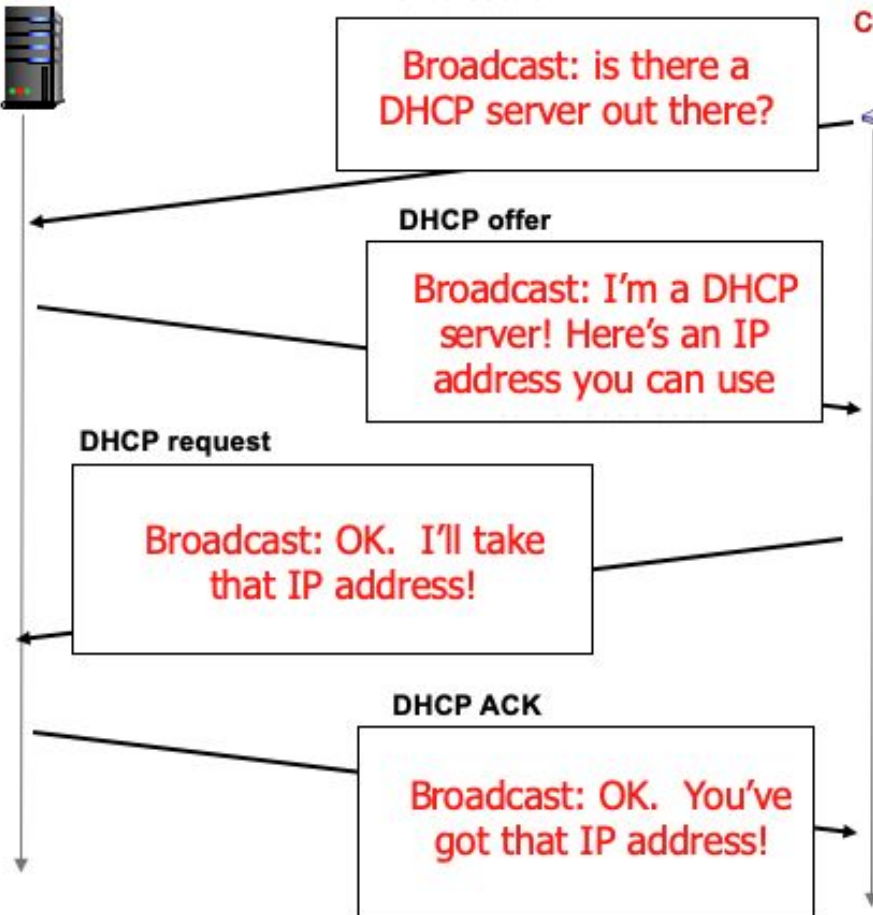 Broadcast: is there a
DHCP server out there?
DHCP offer
Broadcast: I'm a DHCP
server! Here's an IP
address you can use
DHCP request
Broadcast: OK. I'll take
that IP address!
DHCP ACK
Broadcast: OK. You've
got that IP address!